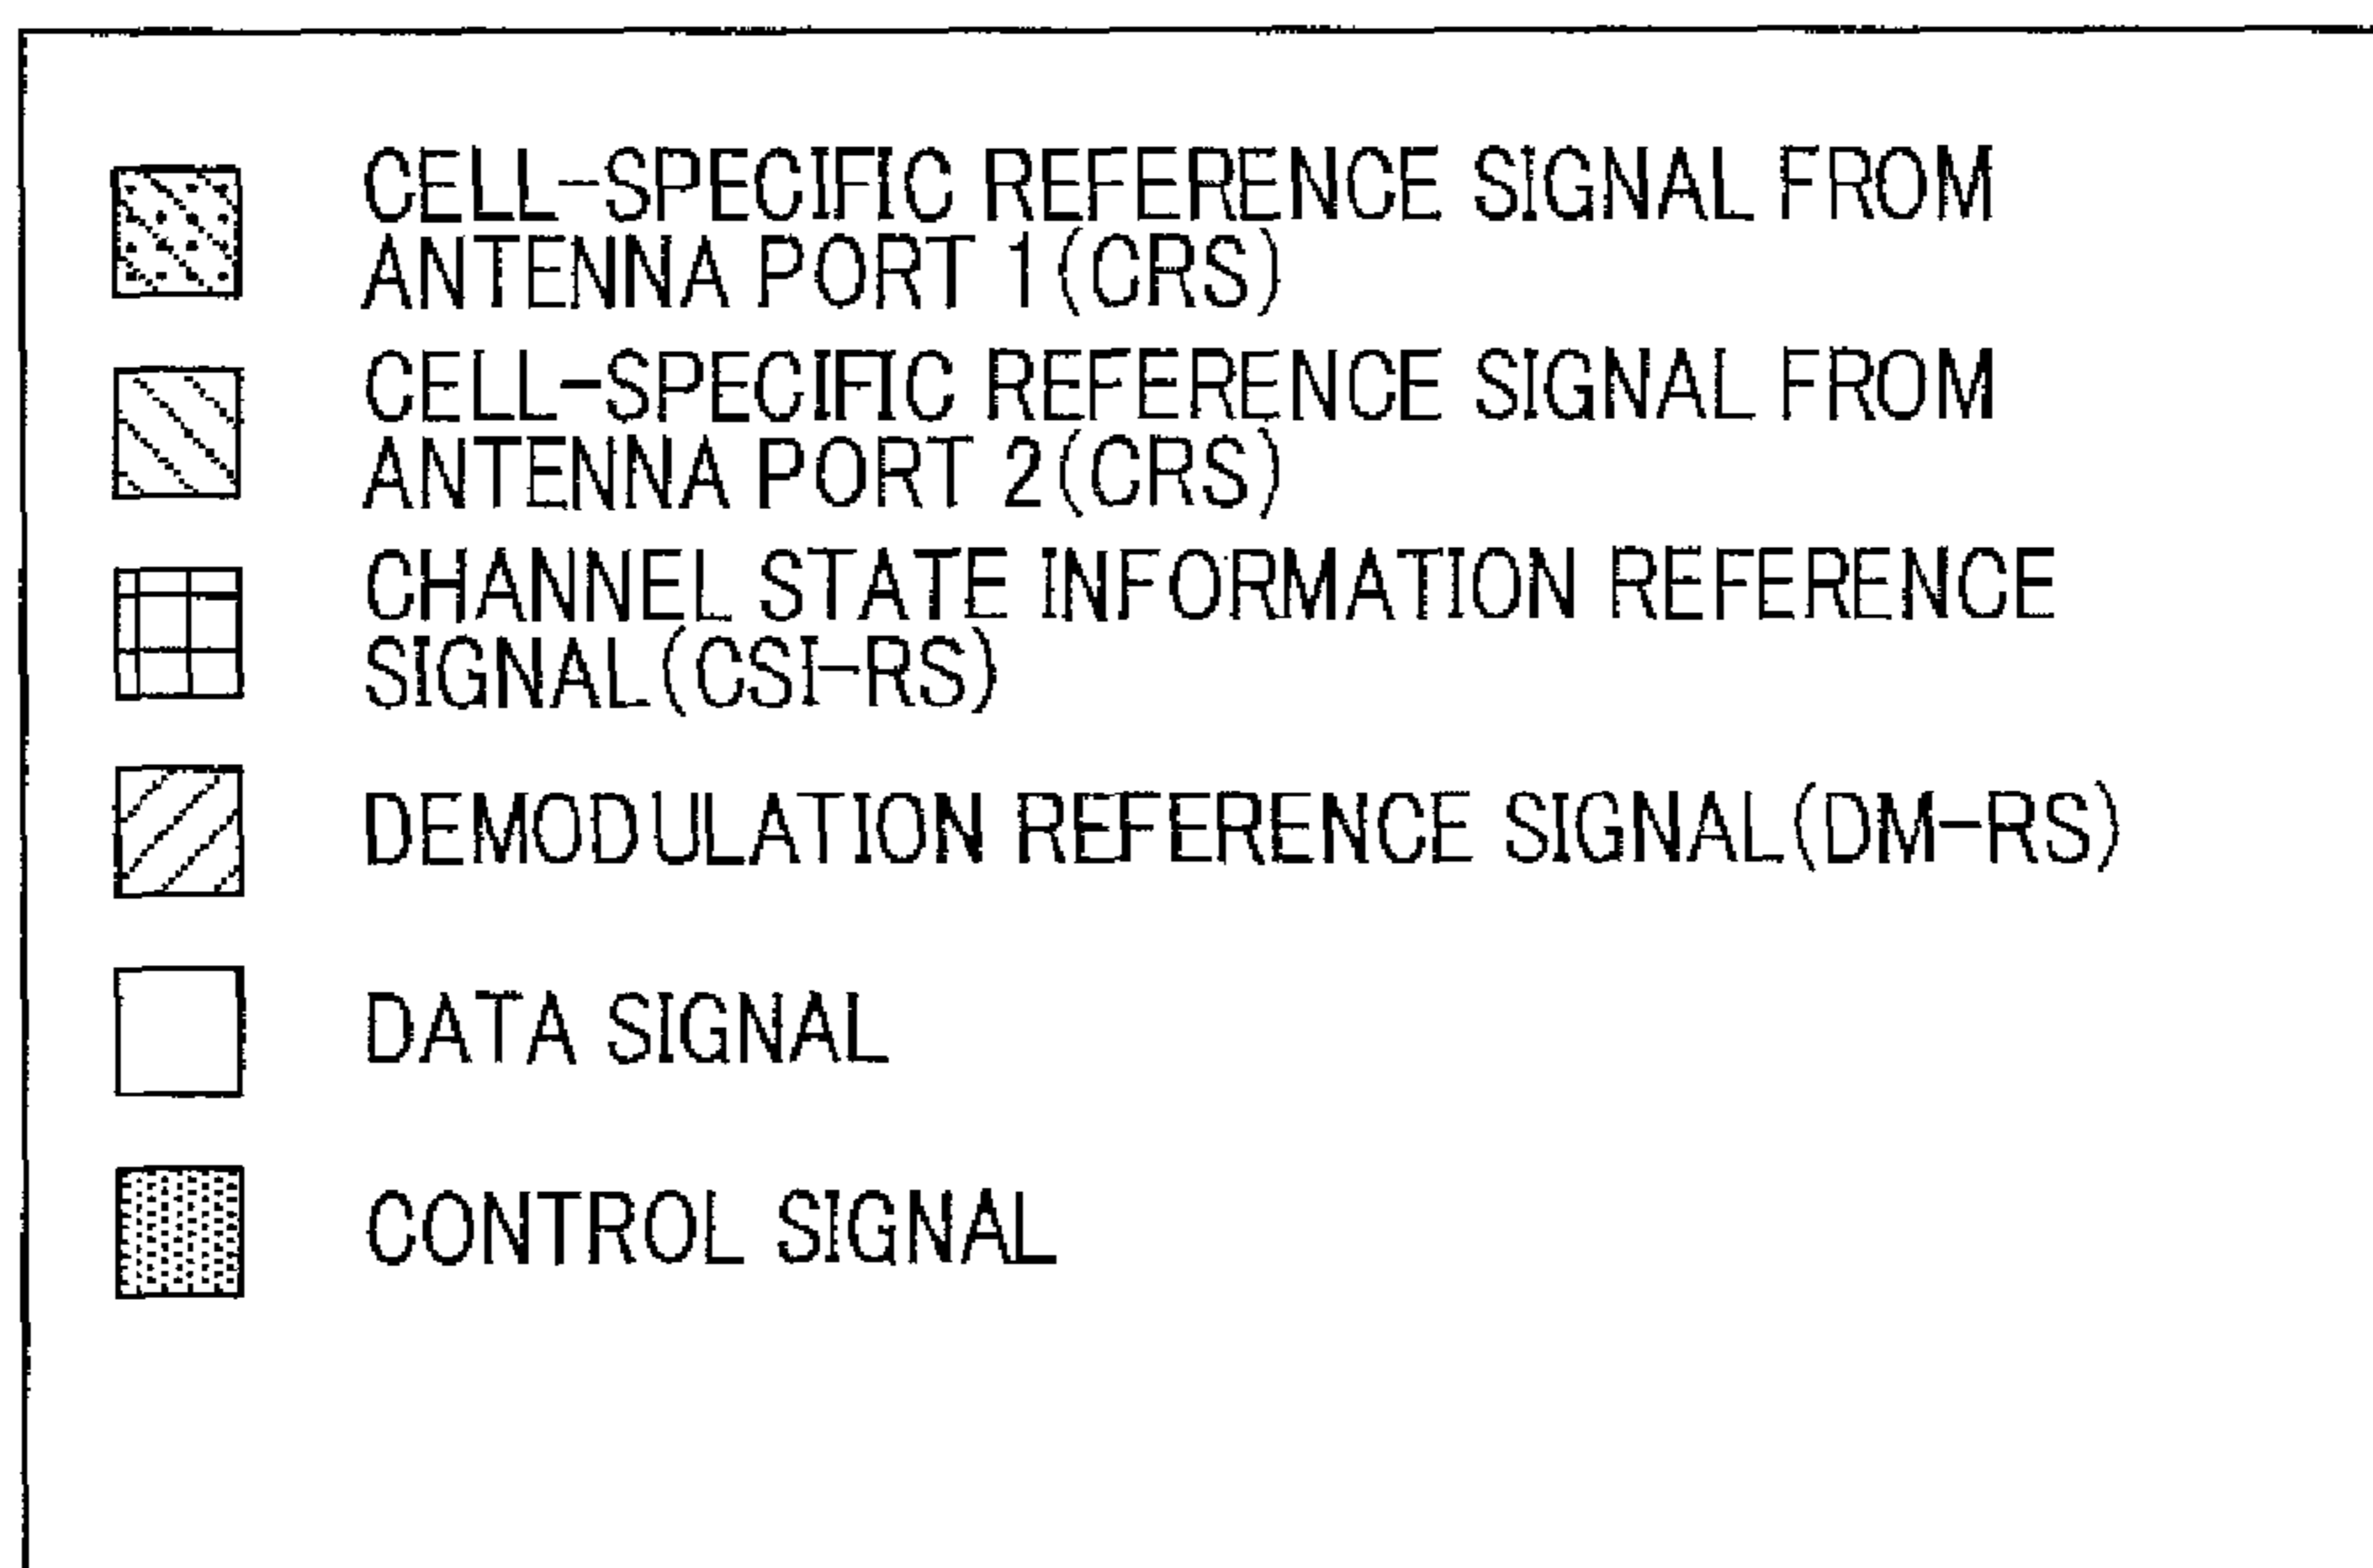 CELL-SPECIFIC REFERENCE SIGNAL FROM
ANTENNA PORT 1(CRS)
CELL-SPECIFIC REFERENCE SIGNAL FROM
ANTENNA PORT 2(CRS)
CHANNEL STATE INFORMATION REFERENCE
SIGNAL(CSI-RS)
DEMODULATION REFERENCE SIGNAL(DM-RS)
DATA SIGNAL
CONTROL SIGNAL